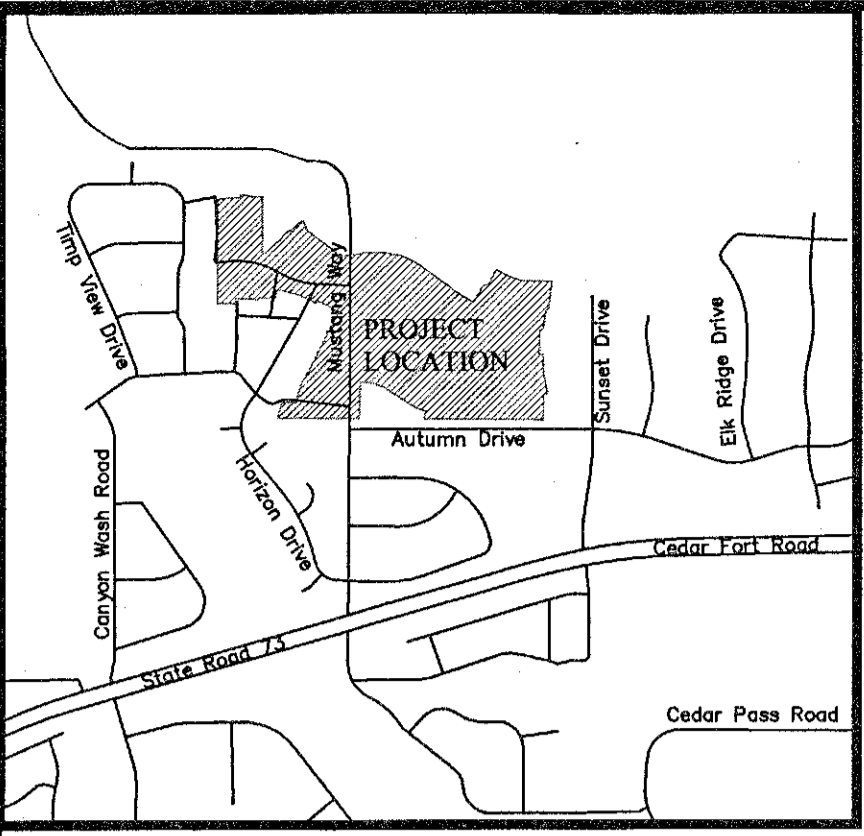 Timp View Drive
Mustang Way
PROJECT
LOCATION
Sunset Drive
Elk Ridge Drive
Autumn Drive
Canyon Wash Road
Horizon Drive
Cedar Fort Road
State Road 73
Cedar Pass Road